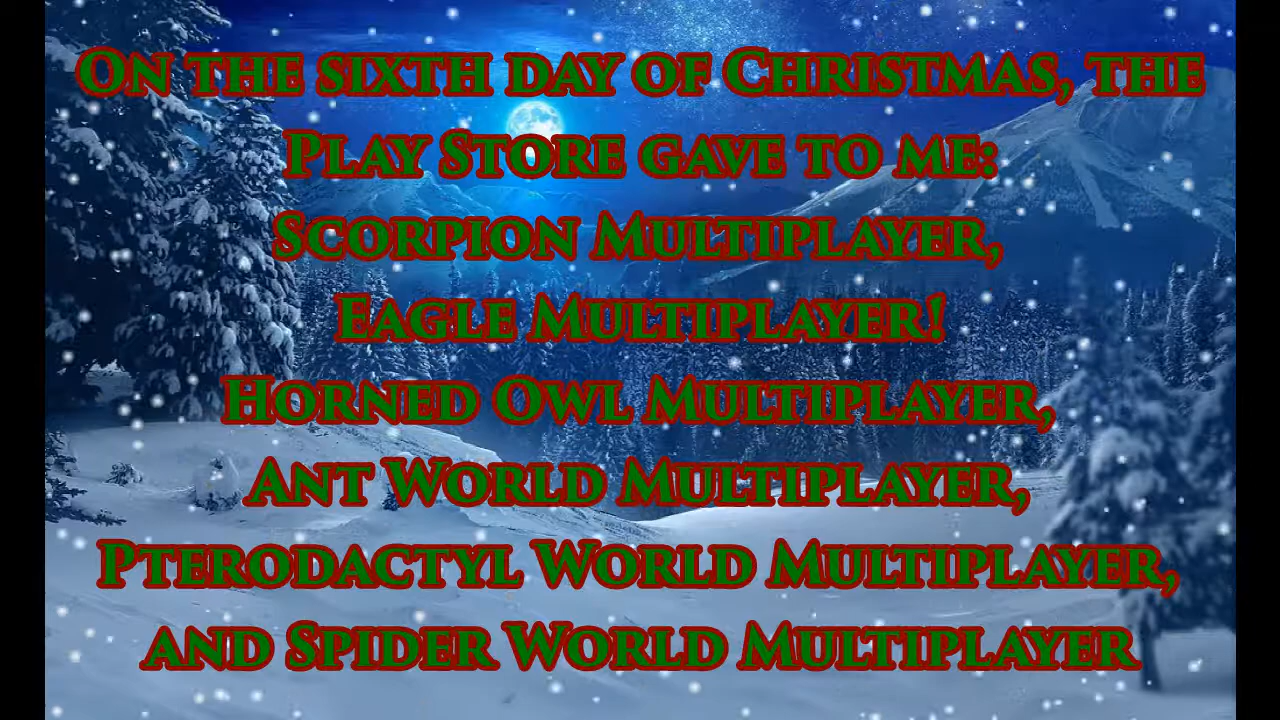 On the sixth day of Christmas, the
Play Store gave to me:
Scorpion Multiplayer,
Eagle Multiplayer!
Horned Owl Multiplayer,
Ant World Multiplayer,
Pterodactyl World Multiplayer,
and Spider World Multiplayer